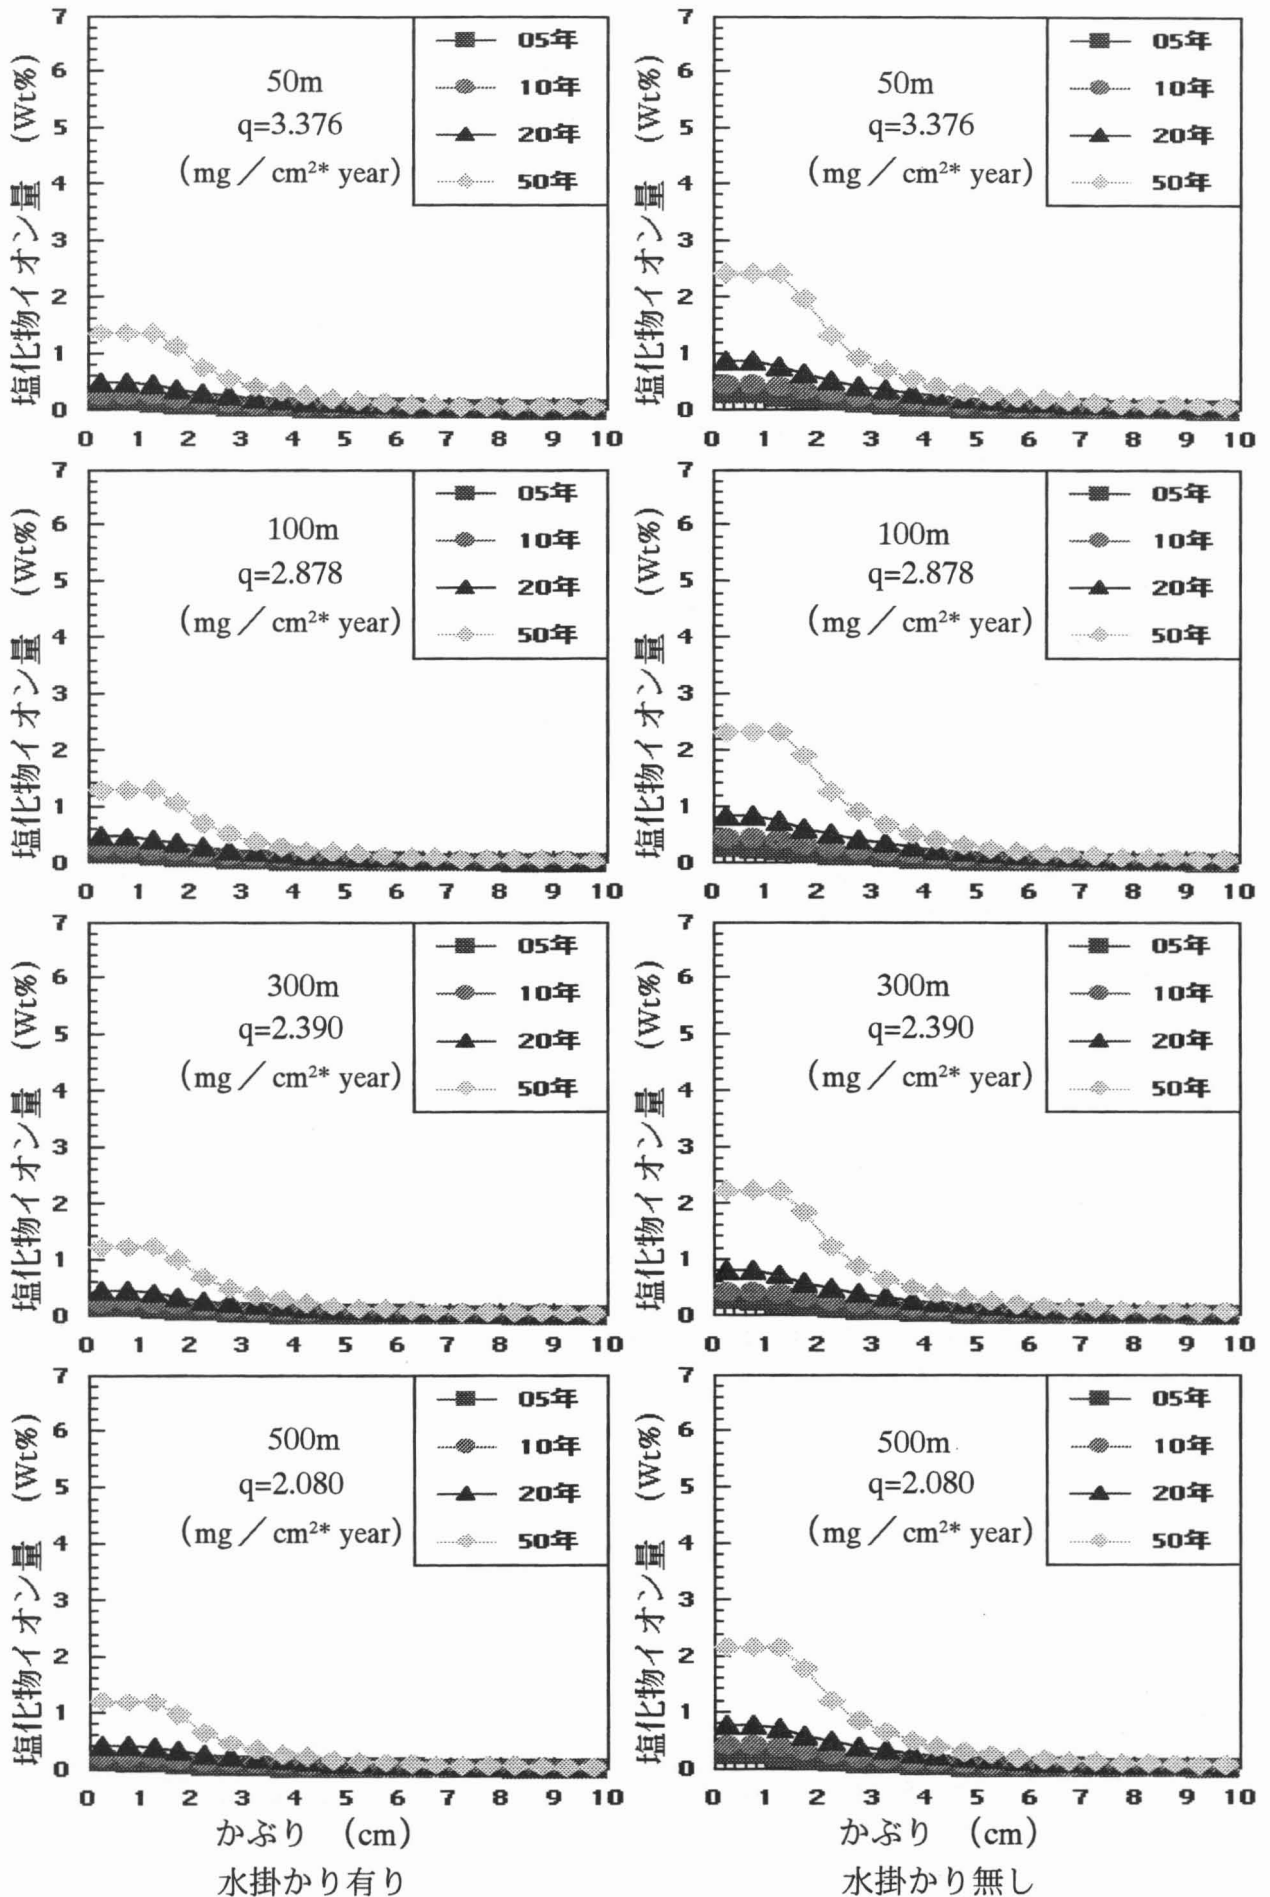 塩化物イオン量 (Wt%)
7
6
5
4
3
2
1
0
50m
q=3.376
(mg／cm²* year)
05年
10年
20年
50年
0 1 2 3 4 5 6 7 8 9 10
塩化物イオン量 (Wt%)
7
6
5
4
3
2
1
0
50m
q=3.376
(mg／cm²* year)
05年
10年
20年
50年
0 1 2 3 4 5 6 7 8 9 10
塩化物イオン量 (Wt%)
7
6
5
4
3
2
1
0
100m
q=2.878
(mg／cm²* year)
05年
10年
20年
50年
0 1 2 3 4 5 6 7 8 9 10
塩化物イオン量 (Wt%)
7
6
5
4
3
2
1
0
100m
q=2.878
(mg／cm²* year)
05年
10年
20年
50年
0 1 2 3 4 5 6 7 8 9 10
塩化物イオン量 (Wt%)
7
6
5
4
3
2
1
0
300m
q=2.390
(mg／cm²* year)
05年
10年
20年
50年
0 1 2 3 4 5 6 7 8 9 10
塩化物イオン量 (Wt%)
7
6
5
4
3
2
1
0
300m
q=2.390
(mg／cm²* year)
05年
10年
20年
50年
0 1 2 3 4 5 6 7 8 9 10
塩化物イオン量 (Wt%)
7
6
5
4
3
2
1
0
500m
q=2.080
(mg／cm²* year)
05年
10年
20年
50年
0 1 2 3 4 5 6 7 8 9 10
かぶり (cm)
水掛かり有り
塩化物イオン量 (Wt%)
7
6
5
4
3
2
1
0
500m
q=2.080
(mg／cm²* year)
05年
10年
20年
50年
0 1 2 3 4 5 6 7 8 9 10
かぶり (cm)
水掛かり無し